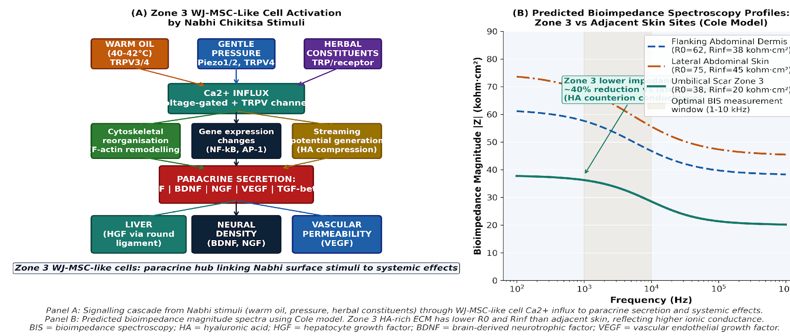 (A) Zone 3 WJ-MSC-Like Cell Activation
by Nabhi Chikitsa Stimuli
WARM OIL
(40-42°C)
TRPV3/4
GENTLE
PRESSURE
Piezo1/2, TRPV4
HERBAL
CONSTITUENTS
TRP/receptor
Ca2+ INFLUX
ltage-gated + TRPV channe
Cytoskeletal
reorganisation
F-actin remodelling
Gene expression
changes
(NF-kB, AP-1)
Streaming
potential generation
(HA compression)
PARACRINE SECRETION:
F | BDNF | NGF | VEGF | TGF-be
LIVER
(HGF via round
ligament)
NEURAL
DENSITY
(BDNF, NGF)
VASCULAR
PERMEABILITY
(VEGF)
Zone 3 WJ-MSC-like cells: paracrine hub linking Nabhi surface stimuli to systemic effects
(B) Predicted Bioimpedance Spectroscopy Profiles:
Zone 3 vs Adjacent Skin Sites (Cole Model)
Flanking Abdominal Dermis
(R0=62, Rinf=38 kohm·cm²)
Lateral Abdominal Skin
(R0=75, Rinf=45 kohm·cm²)
Umbilical Scar Zone 3
(R0=38, Rinf=20 kohm·cm²)
Optimal BIS measurement
window (1-10 kHz)
Zone 3 lower
~40% reduction
(HA counterion
Bioimpedance Magnitude |Z| (kohm·cm²)
90
80
70
60
50
40
30
20
10
0
10² 10³ 10⁴ 10⁵ 10⁶
Frequency (Hz)
Panel A: Signalling cascade from Nabhi stimuli (warm oil, pressure, herbal constituents) through WJ-MSC-like cell Ca2+ influx to paracrine secretion and systemic effects.
Panel B: Predicted bioimpedance magnitude spectra using Cole model. Zone 3 HA-rich ECM has lower R0 and Rinf than adjacent skin, reflecting higher ionic conductance.
BIS = bioimpedance spectroscopy; HA = hyaluronic acid; HGF = hepatocyte growth factor; BDNF = brain-derived neurotrophic factor; VEGF = vascular endothelial growth factor.